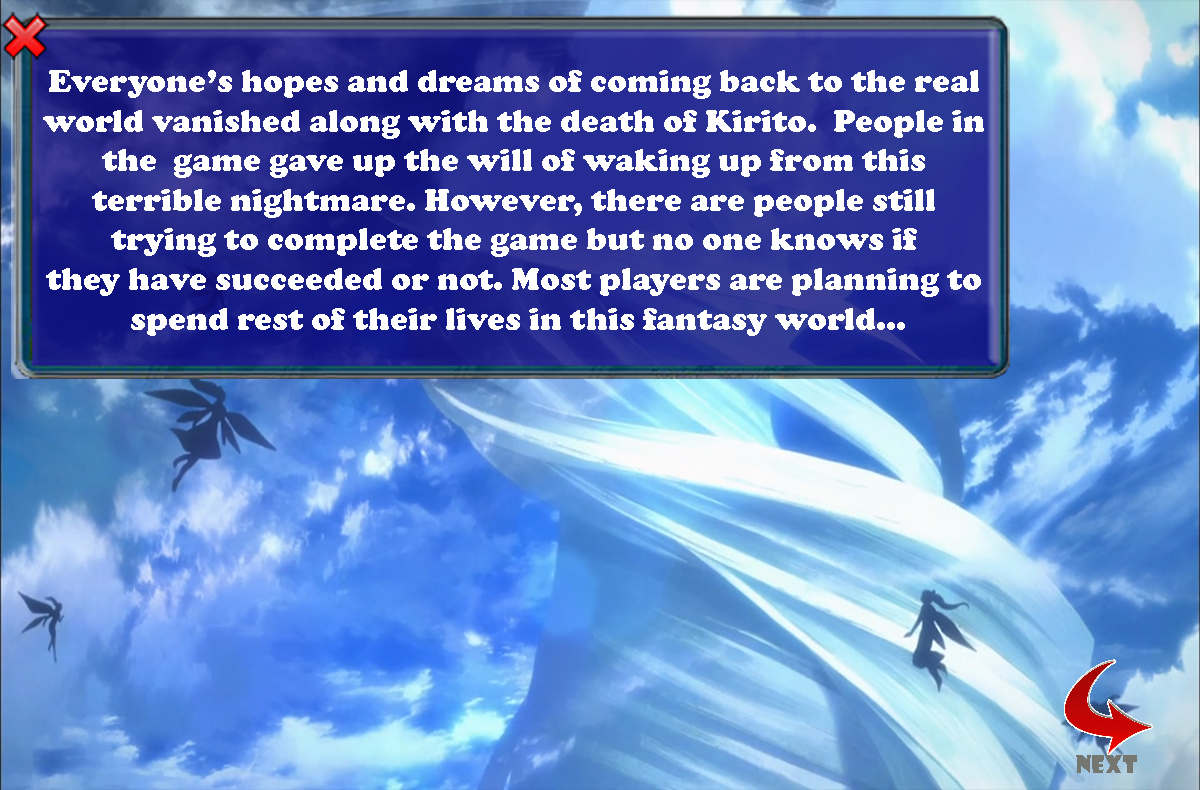 Everyone's hopes and dreams of coming back to the real
world vanished along with the death of Kirito.  People in
the  game gave up the will of waking up from this
terrible nightmare. However, there are people still
trying to complete the game but no one knows if
they have succeeded or not. Most players are planning to
spend rest of their lives in this fantasy world...
NEXT